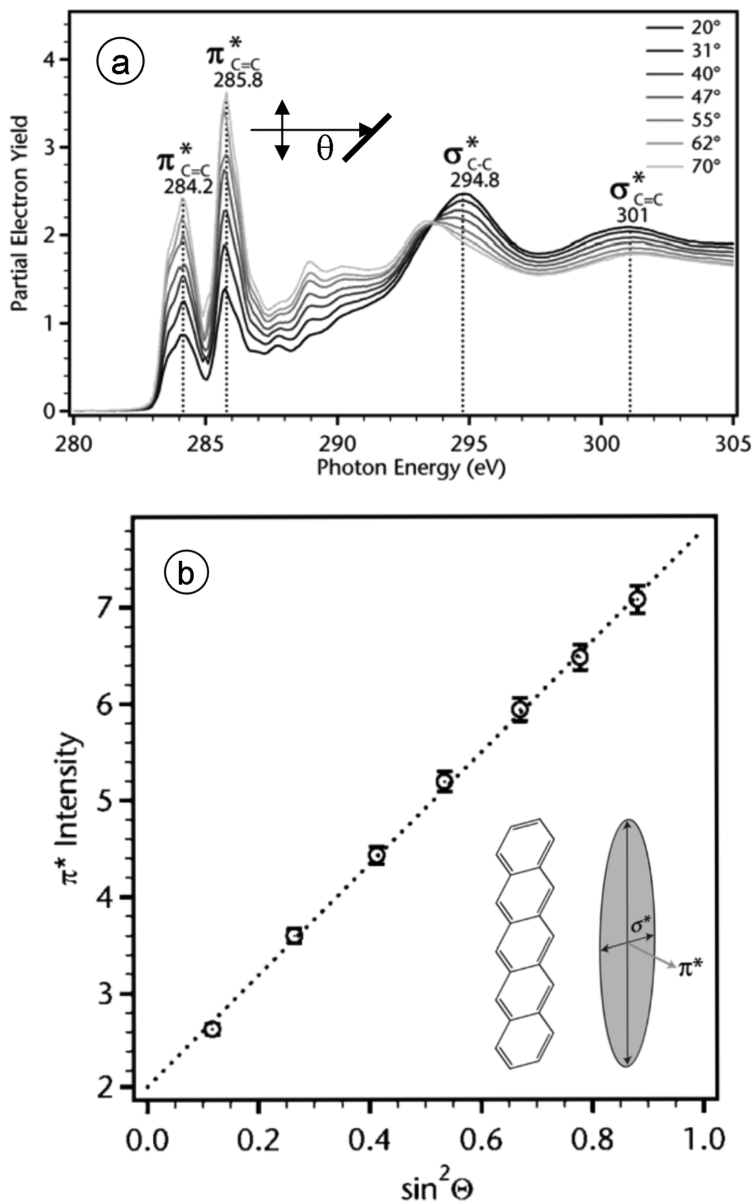 a
π*C=C
285.8
π*C=C
284.2
θ
σ*C-C
294.8
σ*C=C
301
20°
31°
40°
47°
55°
62°
70°
Partial Electron Yield
4
3
2
1
0
280
285
290
295
300
305
Photon Energy (eV)
b
π* Intensity
7
6
5
4
3
2
σ*
π*
0.0
0.2
0.4
0.6
0.8
1.0
sin²Θ